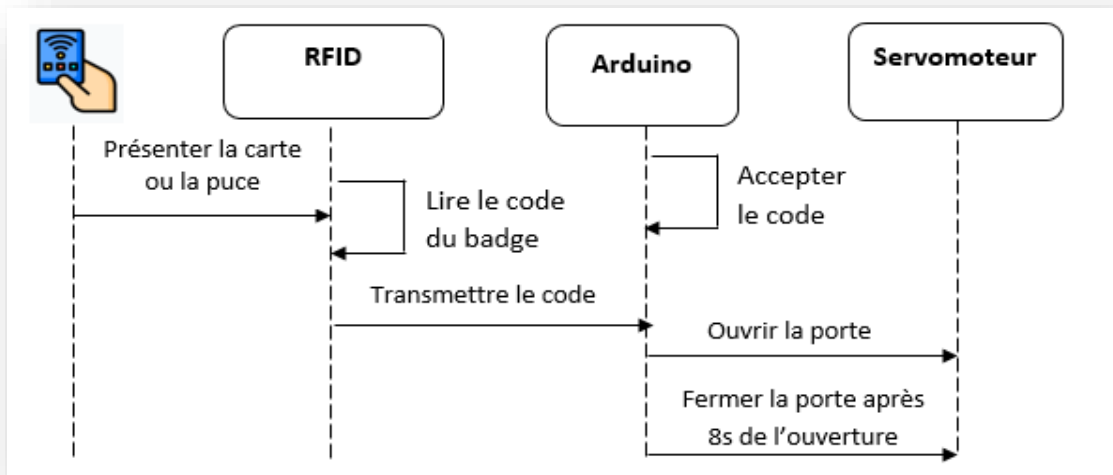 RFID
Arduino
Servomoteur
Présenter la carte
ou la puce
Lire le code
du badge
Accepter
le code
Transmettre le code
Ouvrir la porte
Fermer la porte après
8s de l’ouverture